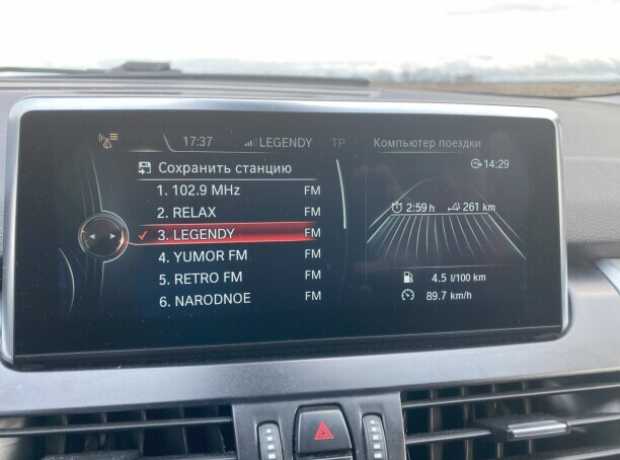 17:37 LEGENDY TP
Сохранить станцию
1. 102.9 MHz FM
2. RELAX FM
3. LEGENDY FM
4. YUMOR FM FM
5. RETRO FM FM
6. NARODNOE FM
Компьютер поездки
14:29
2:59 h 261 km
4.5 l/100 km
89.7 km/h